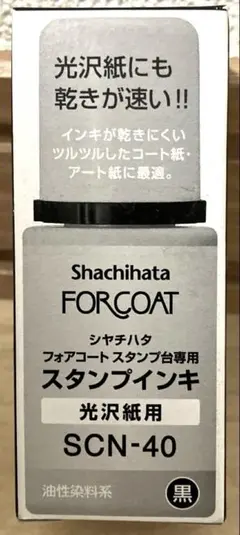 光沢紙にも
乾きが速い!!
インキが乾きにくい
ツルツルしたコート紙・
アート紙に最適。
Shachihata
FORCOAT
シヤチハタ
フォアコート スタンプ台専用
スタンプインキ
光沢紙用
SCN-40
油性染料系
黒